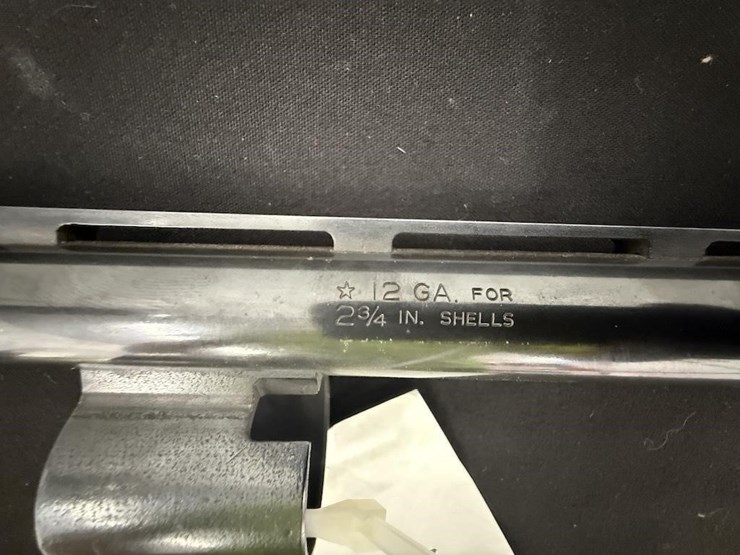 ☆ 12 GA. FOR
2¾ IN. SHELLS